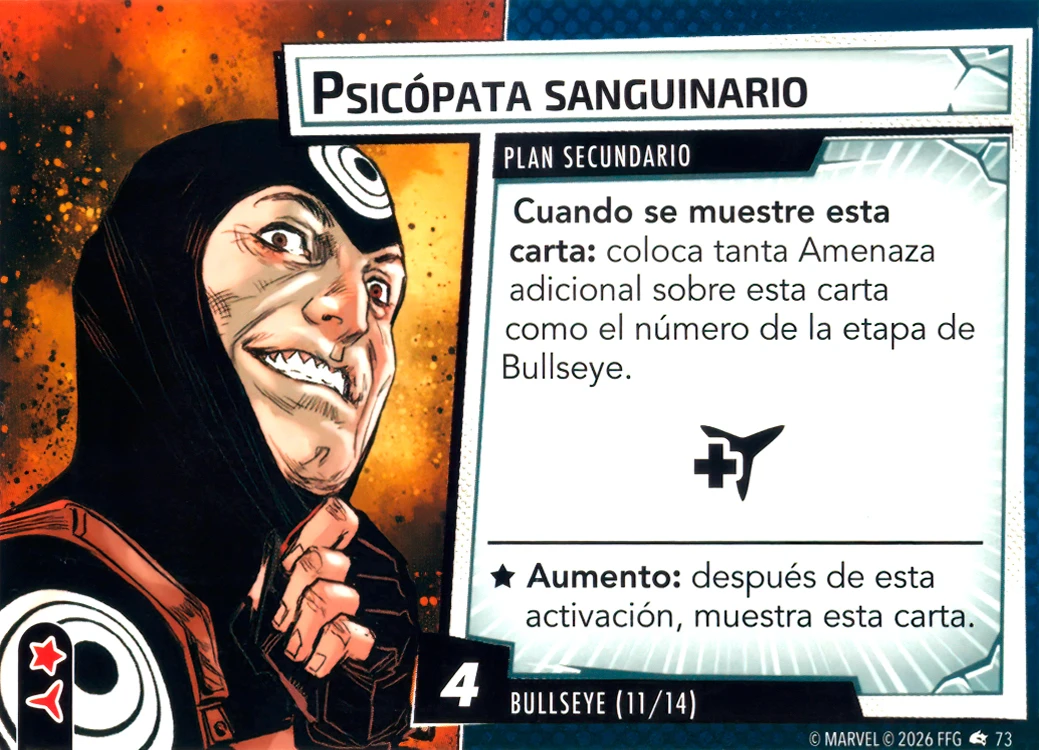 PSICÓPATA SANGUINARIO
PLAN SECUNDARIO
Cuando se muestre esta
carta: coloca tanta Amenaza
adicional sobre esta carta
como el número de la etapa de
Bullseye.
★ Aumento: después de esta
activación, muestra esta carta.
4
BULLSEYE (11/14)
© MARVEL © 2026 FFG 73